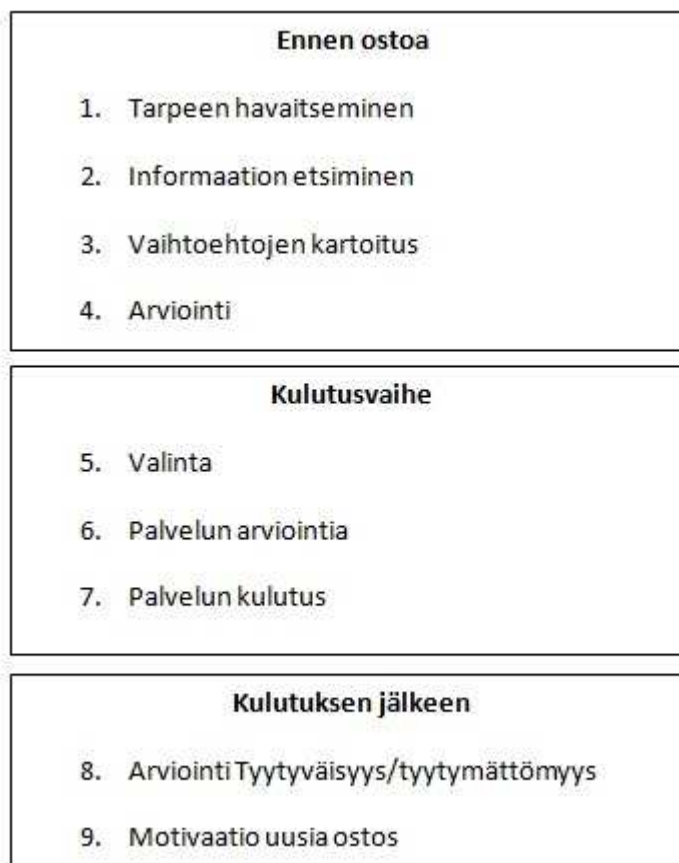 Ennen ostoa
1. Tarpeen havaitseminen
2. Informaation etsiminen
3. Vaihtoehtojen kartoitus
4. Arviointi
Kulutusvaihe
5. Valinta
6. Palvelun arviointia
7. Palvelun kulutus
Kulutuksen jälkeen
8. Arviointi Tyytyväisyys/tyytymättömyys
9. Motivaatio uusia ostos